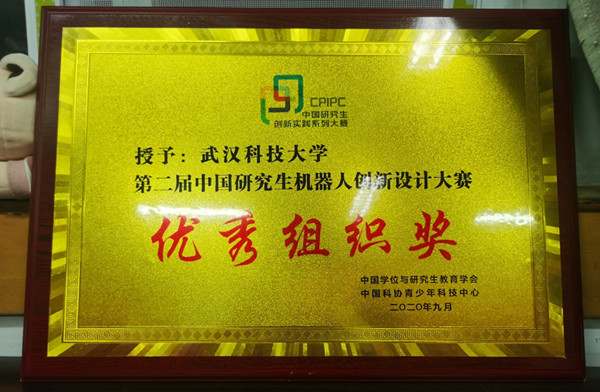 CPIPC
中国研究生
创新实践系列大赛
授予：武汉科技大学
第二届中国研究生机器人创新设计大赛
优秀组织奖
中国学位与研究生教育学会
中国科协青少年科技中心
二〇二〇年九月